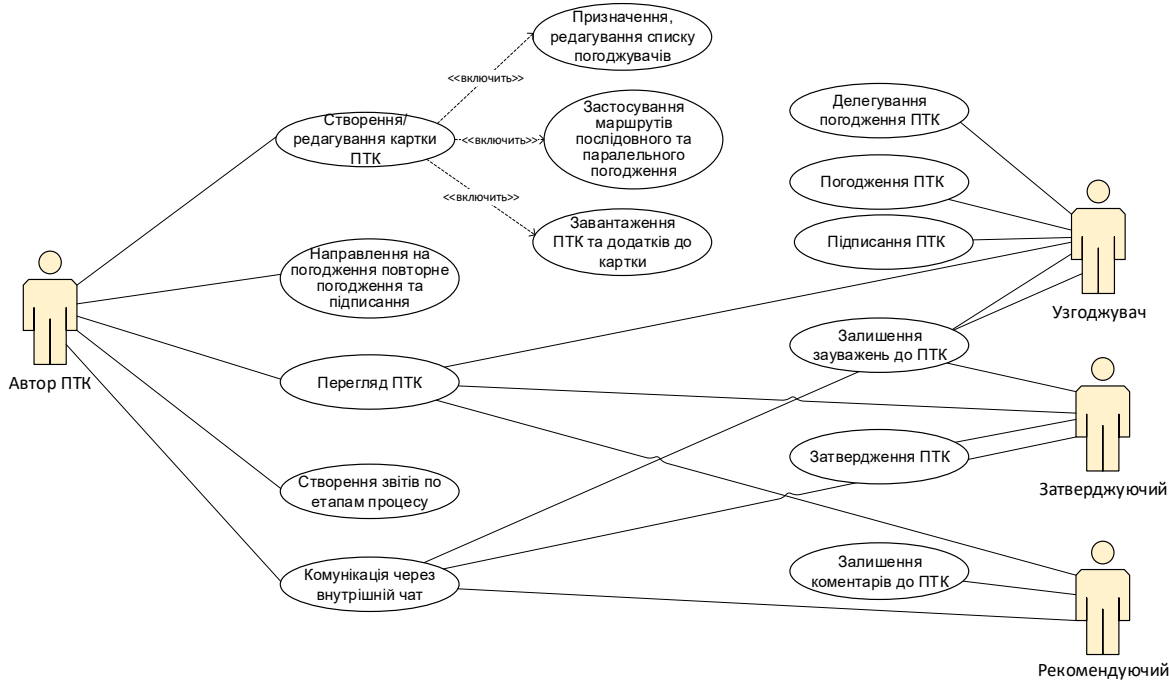 Призначення,
редагування списку
погоджувачів
<<включить>>
Створення/
редагування картки
ПТК
<<включить>>
Застосування
маршрутів
послідовного та
паралельного
погодження
<<включить>>
Завантаження
ПТК та додатків до
картки
Делегування
погодження ПТК
Погодження ПТК
Підписання ПТК
Узгоджувач
Направлення на
погодження повторне
погодження та
підписання
Автор ПТК
Перегляд ПТК
Залишення
зауважень до ПТК
Затвердження ПТК
Затверджуючий
Створення звітів по
етапам процесу
Комунікація через
внутрішній чат
Залишення
коментарів до ПТК
Рекомендуючий